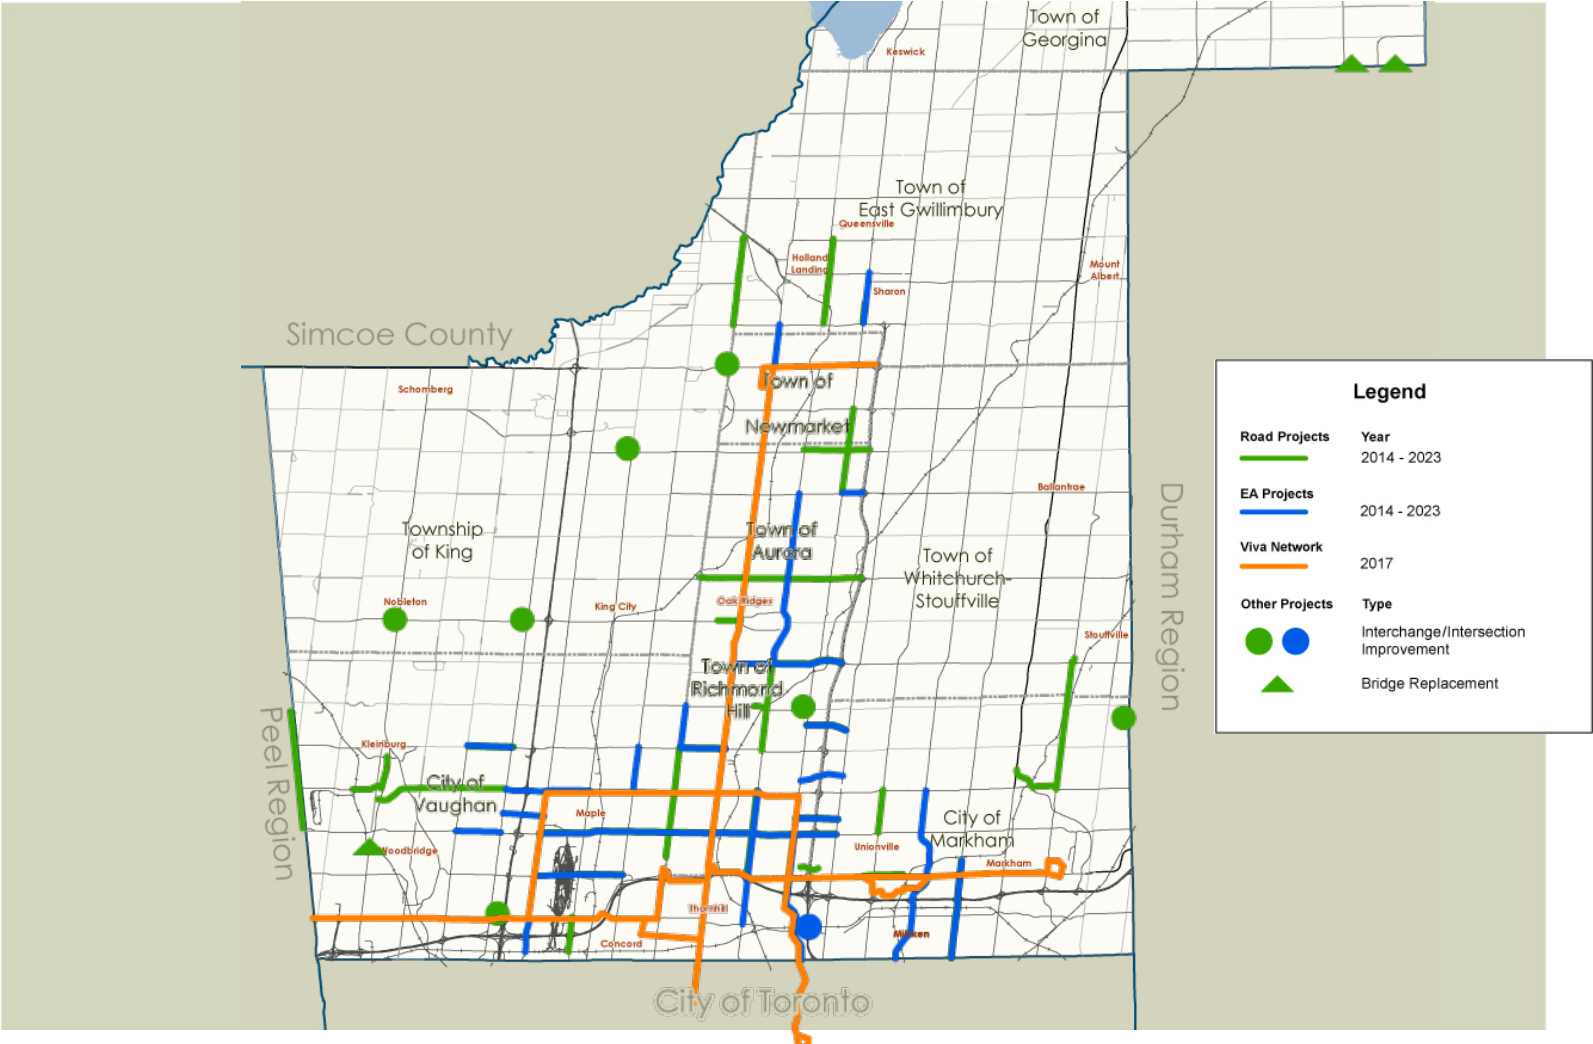 Town of
Georgina
Keswick
Town of
East Gwillimbury
Queensville
Holland
Landing
Mount
Albert
Sharon
Simcoe County
Schomberg
Town of
Newmarket
Ballantrae
Township
of King
Town of
Aurora
Town of
Whitchurch-
Stouffville
Durham Region
Nobleton
King City
Oak Ridges
Stouffville
Town of
Richmond
Hill
Peel Region
Kleinburg
City of
Vaughan
Maple
City of
Markham
Woodbridge
Unionville
Markham
Thornhill
Concord
Milliken
City of Toronto
Legend
Road Projects Year
2014 - 2023
EA Projects
2014 - 2023
Viva Network
2017
Other Projects Type
Interchange/Intersection
Improvement
Bridge Replacement